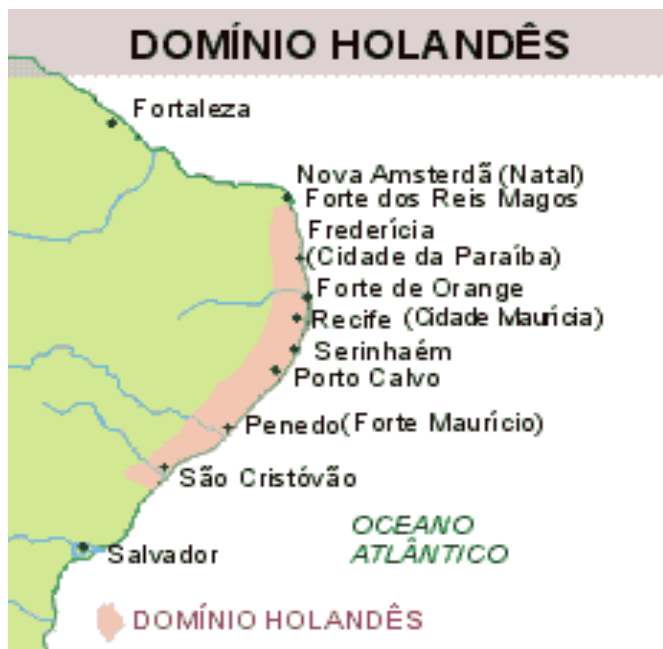 DOMÍNIO HOLANDÊS
Fortaleza
Nova Amsterdã (Natal)
Forte dos Reis Magos
Frederícia
(Cidade da Paraíba)
Forte de Orange
Recife (Cidade Maurícia)
Serinhaém
Porto Calvo
Penedo (Forte Maurício)
São Cristóvão
OCEANO
ATLÂNTICO
Salvador
DOMÍNIO HOLANDÊS